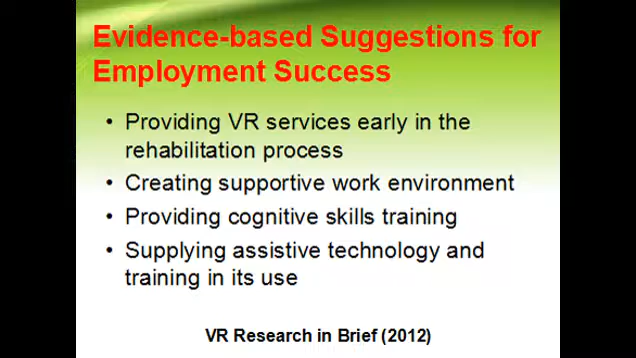 Evidence-based Suggestions for
Employment Success
• Providing VR services early in the
rehabilitation process
• Creating supportive work environment
• Providing cognitive skills training
• Supplying assistive technology and
training in its use
VR Research in Brief (2012)